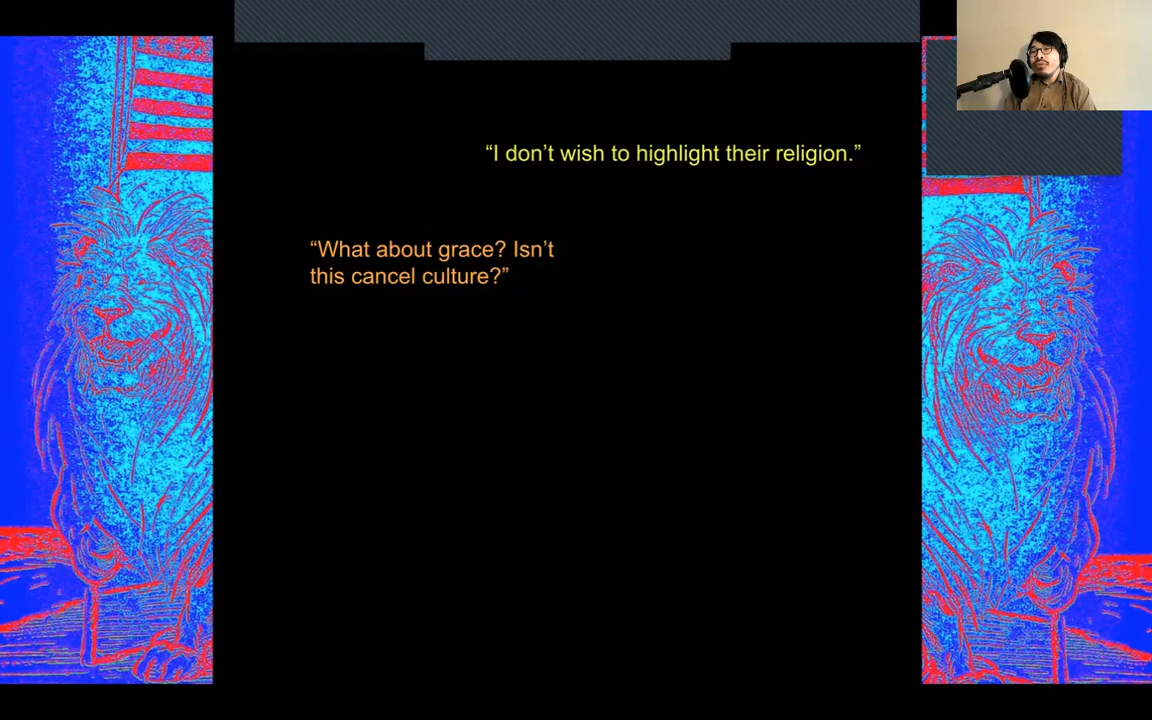 “I don’t wish to highlight their religion.”
“What about grace? Isn’t
this cancel culture?”